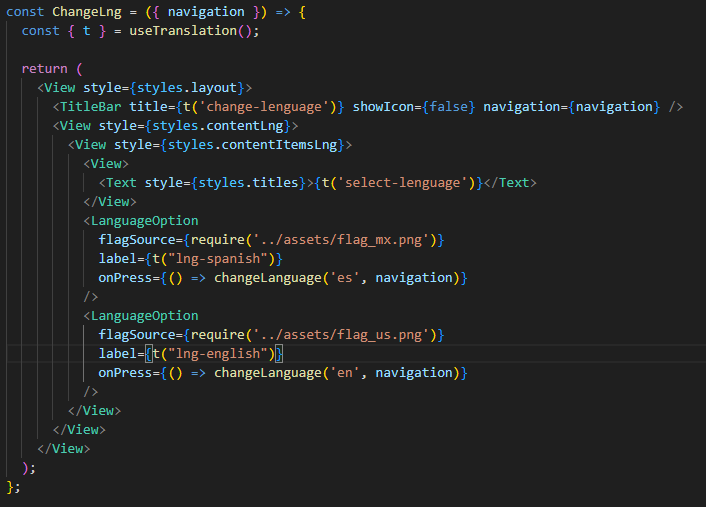 const ChangeLng = ({ navigation }) => {
const { t } = useTranslation();
return (
<View style={styles.layout}>
<TitleBar title={t('change-lenguage')} showIcon={false} navigation={navigation} />
<View style={styles.contentLng}>
<View style={styles.contentItemsLng}>
<View>
<Text style={styles.titles}>{t('select-lenguage')}</Text>
</View>
<LanguageOption
flagSource={require('../assets/flag_mx.png')}
label={t("lng-spanish")}
onPress={() => changeLanguage('es', navigation)}
/>
<LanguageOption
flagSource={require('../assets/flag_us.png')}
label={t("lng-english")}
onPress={() => changeLanguage('en', navigation)}
/>
</View>
</View>
</View>
);
};